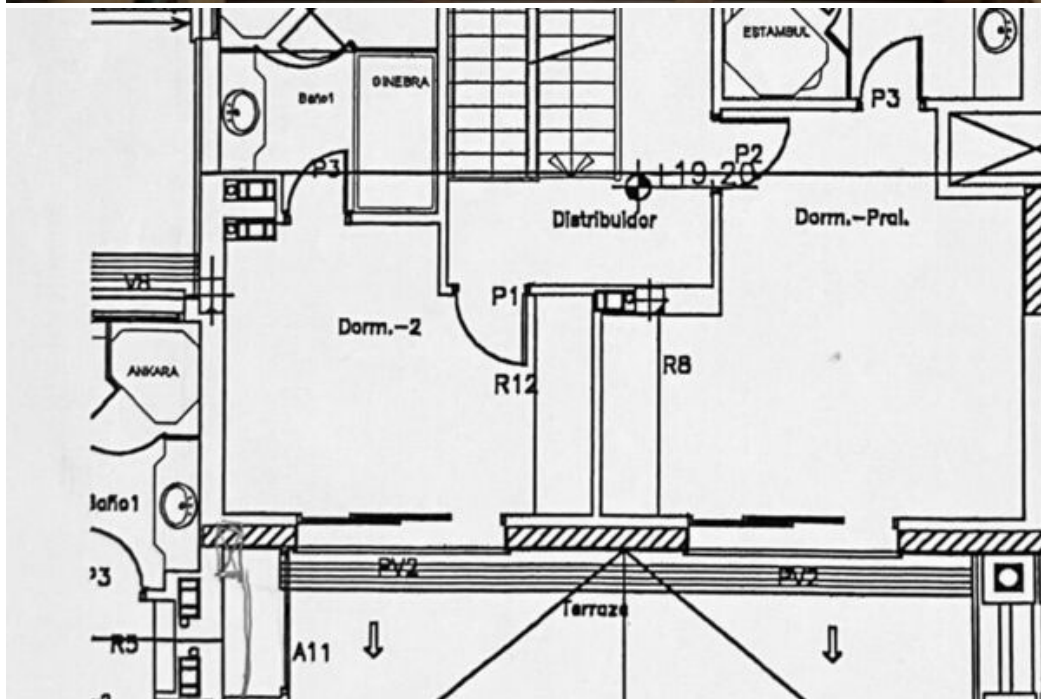 ESTAMBUL
GINEBRA
Baño1
P3
P3
P2
+19,20
Distribuidor
Dorm.-Pral.
V8
P1
Dorm.-2
ANKARA
R12
R8
Baño1
P3
PV2
PV2
Terraza
R5
A11